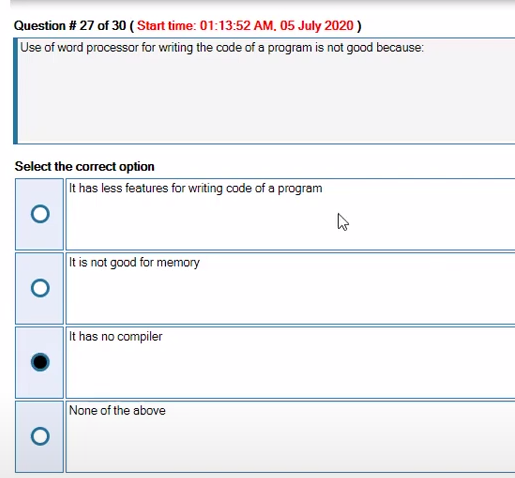 Question # 27 of 30 ( Start time: 01:13:52 AM, 05 July 2020 )
Use of word processor for writing the code of a program is not good because:
Select the correct option
It has less features for writing code of a program
It is not good for memory
It has no compiler
None of the above